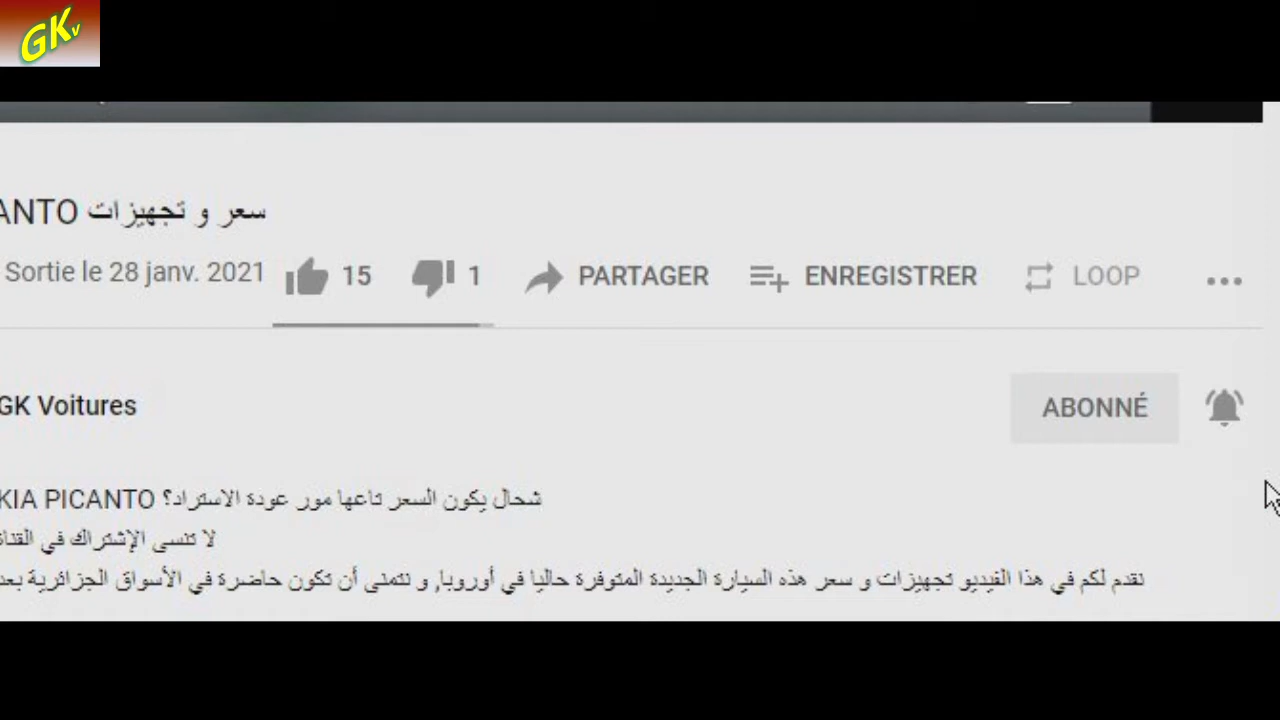 GKv
ANTO سعر و تجهيزات
Sortie le 28 janv. 2021 15 1 PARTAGER ENREGISTRER LOOP
GK Voitures ABONNÉ
KIA PICANTO شحال يكون السعر تاعها مور عودة الاستراد؟
لا تنسى الإشتراك في القناة
نقدم لكم في هذا الفيديو تجهيزات و سعر هذه السيارة الجديدة المتوفرة حاليا في أوروبا, و نتمنى أن تكون حاضرة في الأسواق الجزائرية بعد